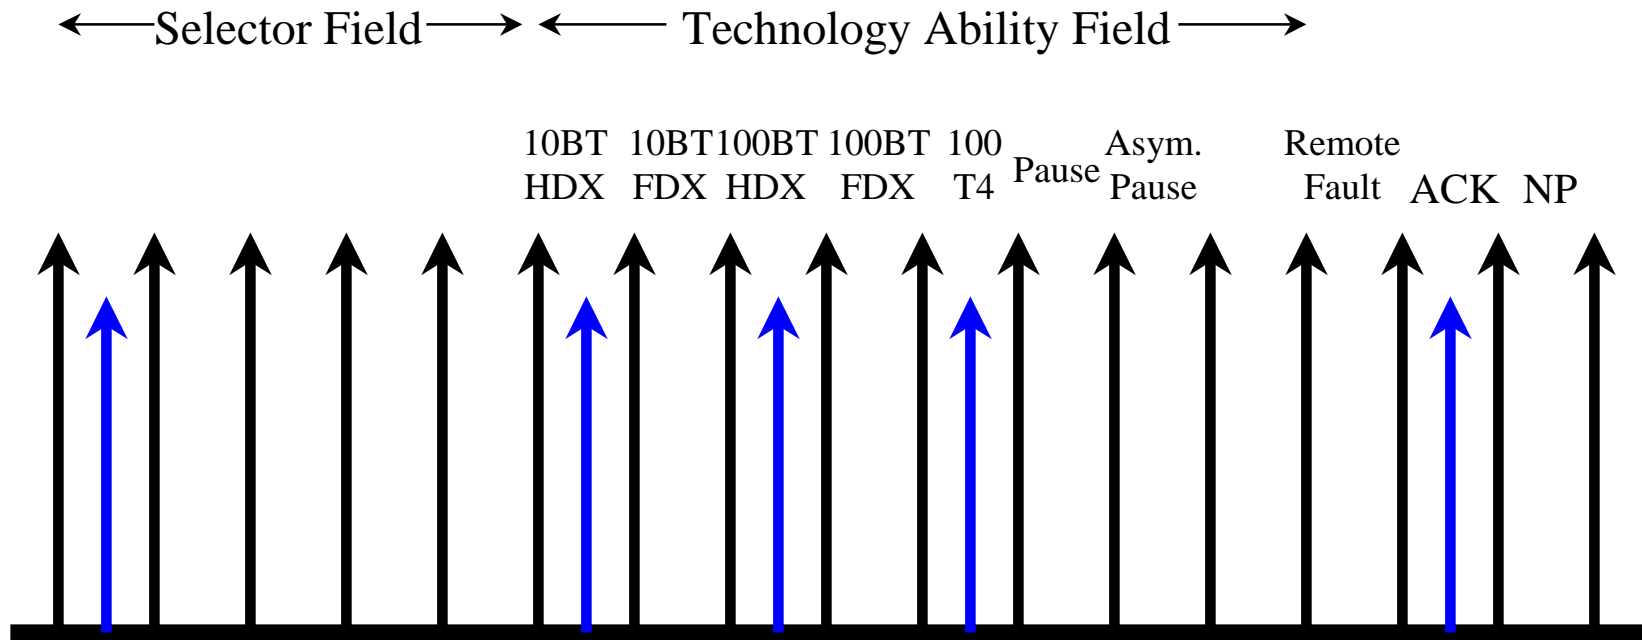 Selector Field
Technology Ability Field
10BT HDX
10BT FDX
100BT HDX
100BT FDX
100 T4
Pause
Asym. Pause
Remote Fault
ACK
NP